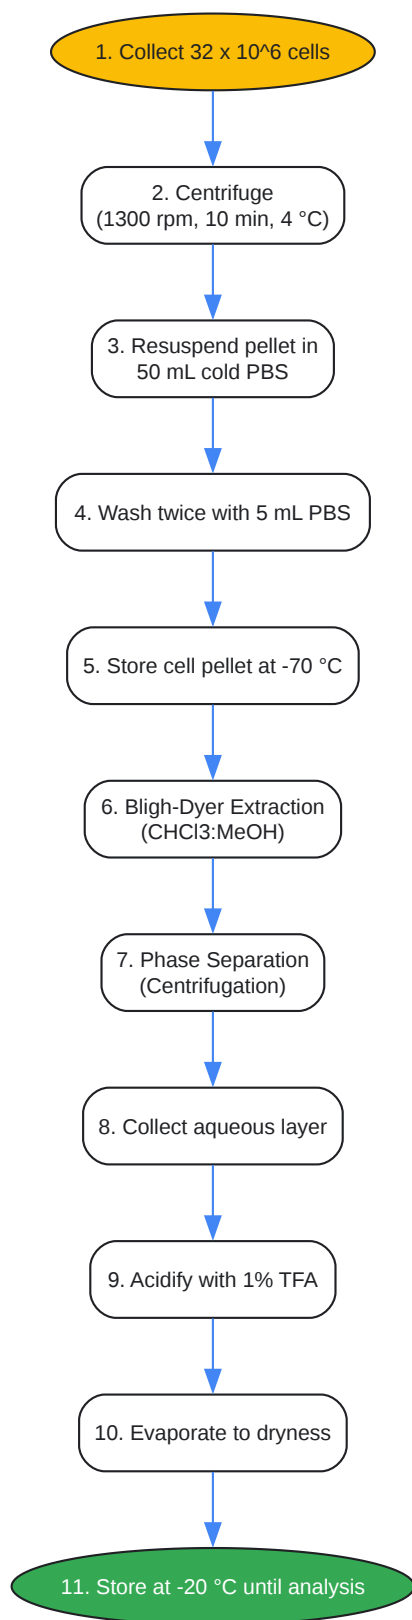 1. Collect 32 x 10^6 cells
2. Centrifuge
(1300 rpm, 10 min, 4 °C)
3. Resuspend pellet in
50 mL cold PBS
4. Wash twice with 5 mL PBS
5. Store cell pellet at -70 °C
6. Bligh-Dyer Extraction
(CHCl3:MeOH)
7. Phase Separation
(Centrifugation)
8. Collect aqueous layer
9. Acidify with 1% TFA
10. Evaporate to dryness
11. Store at -20 °C until analysis